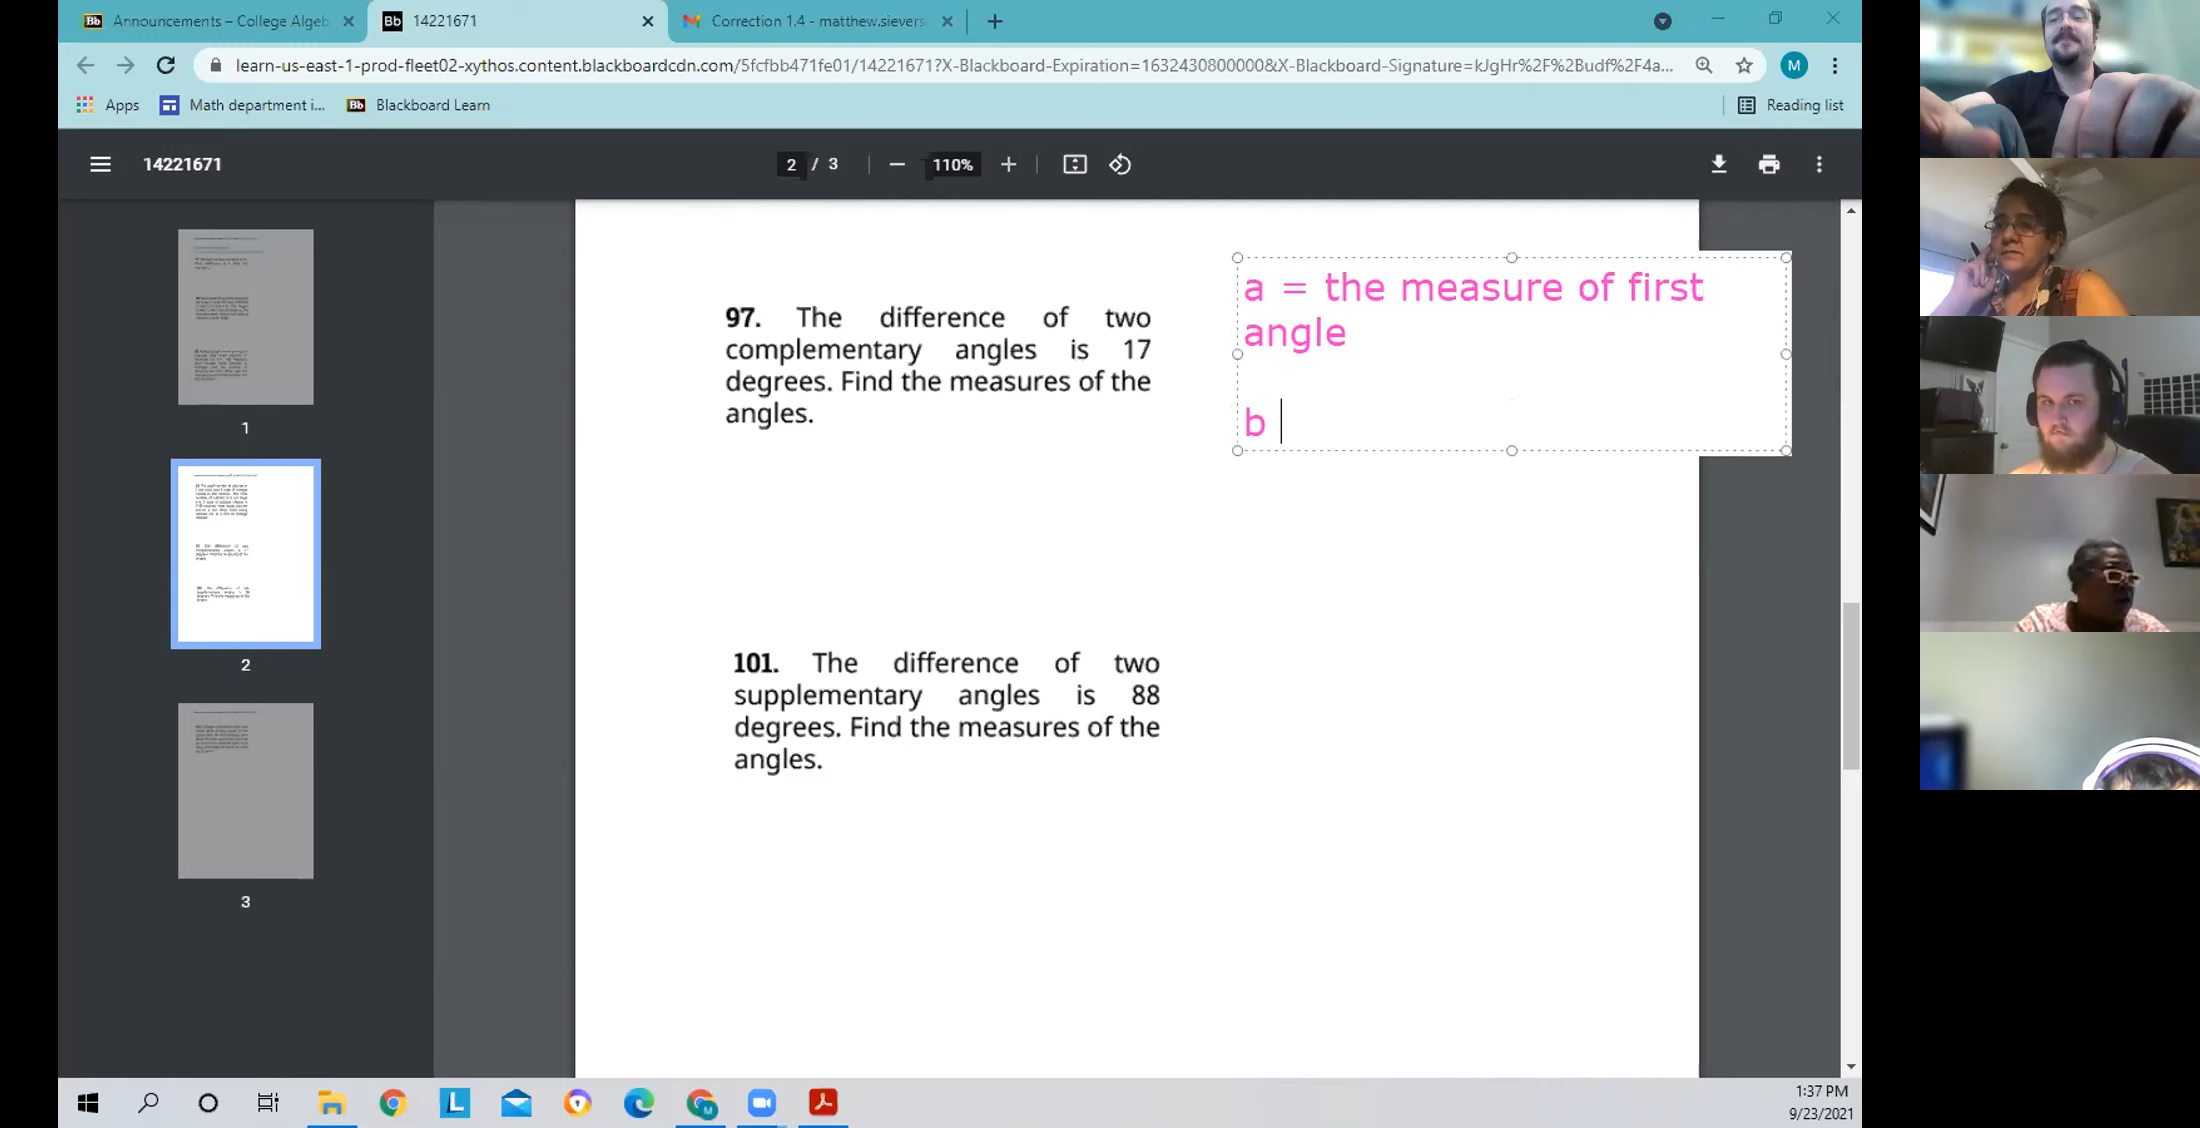 Announcements – College Algeb
14221671
Correction 1.4 - matthew.sievers
learn-us-east-1-prod-fleet02-xythos.content.blackboardcdn.com/5fcfbb471fe01/14221671?X-Blackboard-Expiration=1632430800000&X-Blackboard-Signature=kJgHr%2F%2Budf%2F4a...
M
Apps
Math department i...
Blackboard Learn
Reading list
14221671
2 / 3
110%
a = the measure of first
angle
b
97. The difference of two
complementary angles is 17
degrees. Find the measures of the
angles.
101. The difference of two
supplementary angles is 88
degrees. Find the measures of the
angles.
1
2
3
1:37 PM
9/23/2021